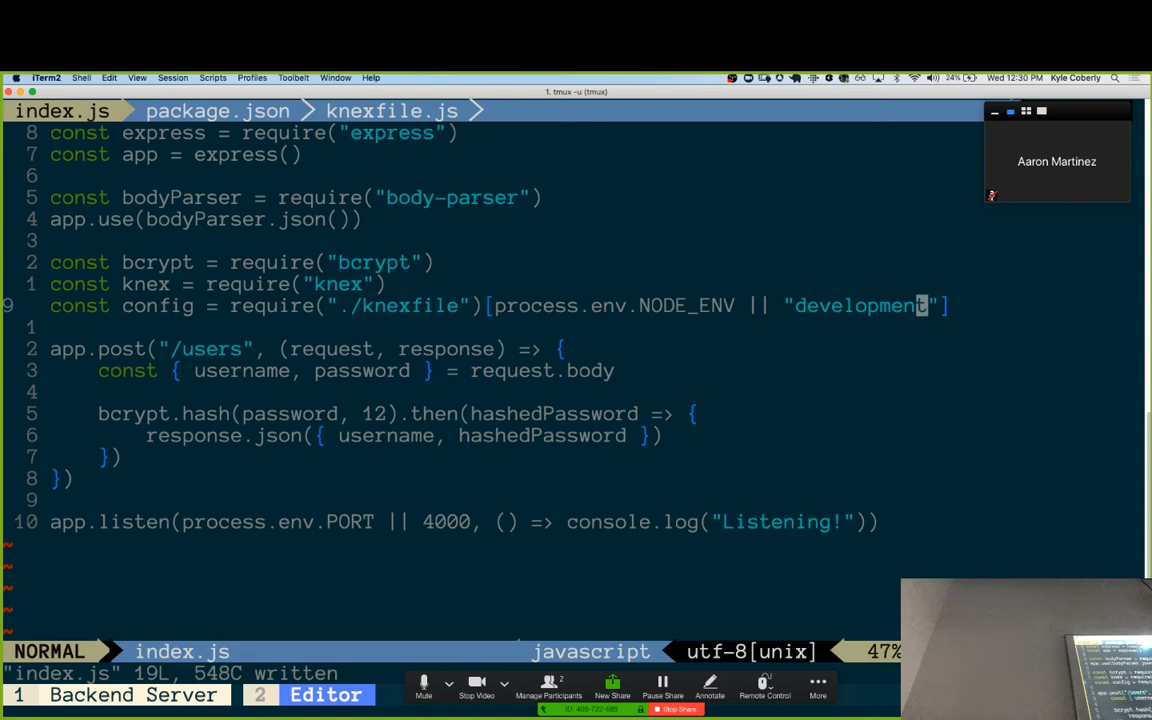 iTerm2 Shell Edit View Session Scripts Profiles Toolbelt Window Help 24% Wed 12:30 PM Kyle Coberly
1. tmux -u (tmux)
index.js package.json knexfile.js
Aaron Martinez
8 const express = require("express")
7 const app = express()
6
5 const bodyParser = require("body-parser")
4 app.use(bodyParser.json())
3
2 const bcrypt = require("bcrypt")
1 const knex = require("knex")
9 const config = require("./knexfile")[process.env.NODE_ENV || "development"]
1
2 app.post("/users", (request, response) => {
3 const { username, password } = request.body
4
5 bcrypt.hash(password, 12).then(hashedPassword => {
6 response.json({ username, hashedPassword })
7 })
8 })
9
10 app.listen(process.env.PORT || 4000, () => console.log("Listening!"))
~
~
~
~
~
NORMAL index.js javascript utf-8[unix] 47%
"index.js" 19L, 548C written
1 Backend Server 2 Editor
Mute Stop Video 2 Manage Participants New Share Pause Share Annotate Remote Control More
ID: 408-722-685 Stop Share